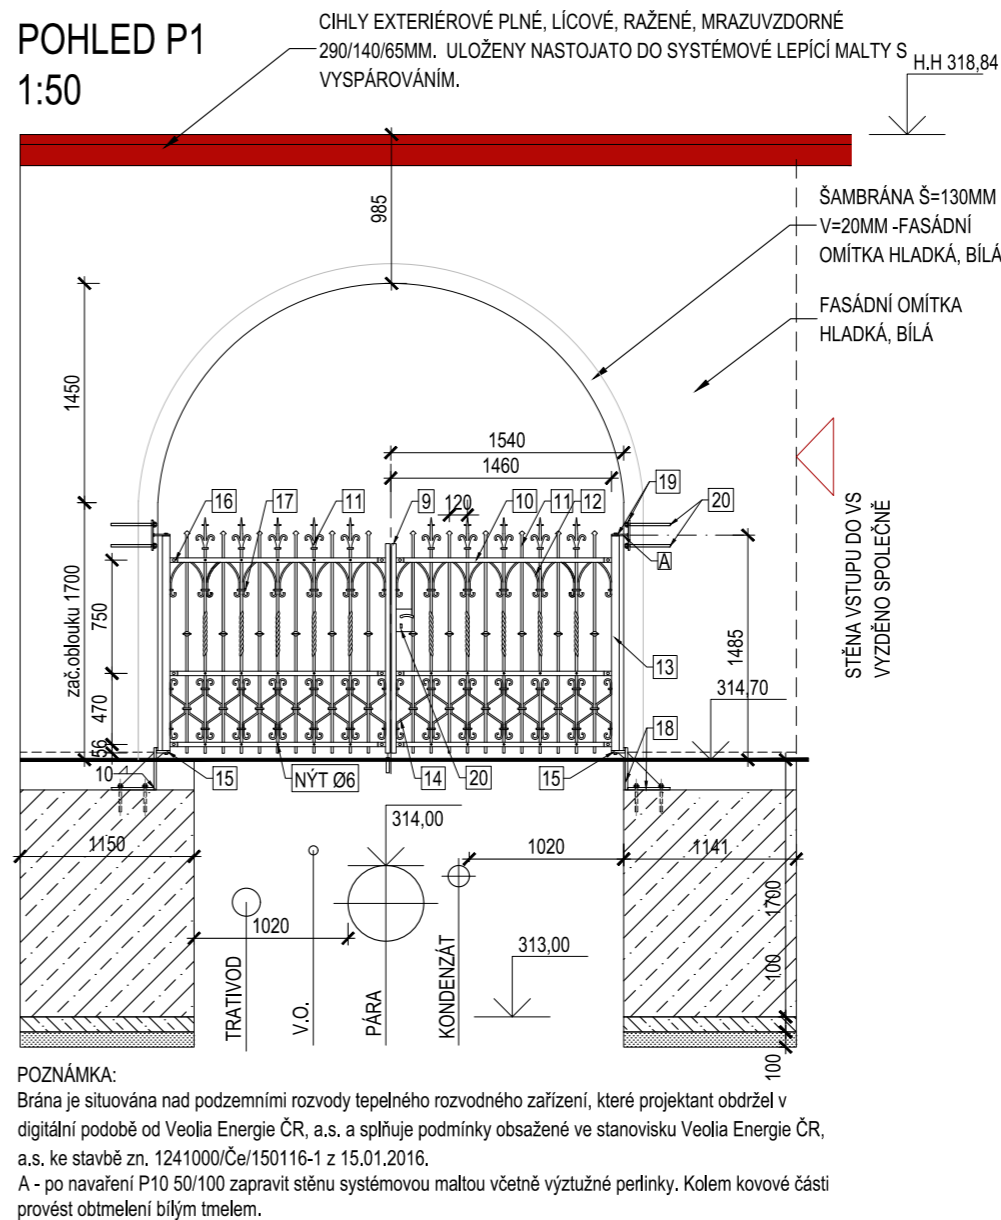 POHLED P1
1:50
CIHLY EXTERIÉROVÉ PLNÉ, LÍCOVÉ, RAŽENÉ, MRAZUVZDORNÉ
290/140/65MM. ULOŽENY NASTOJATO DO SYSTÉMOVÉ LEPÍCÍ MALTY S
VYSPÁROVÁNÍM.
H.H 318,84
985
ŠAMBRÁNA Š=130MM
V=20MM -FASÁDNÍ
OMÍTKA HLADKÁ, BÍLÁ
FASÁDNÍ OMÍTKA
HLADKÁ, BÍLÁ
1450
1540
1460
16
17
11
9
120
10
11
12
19
20
A
zač.oblouku 1700
750
470
56
10
13
1485
314,70
STĚNA VSTUPU DO VS
VYZDĚNO SPOLEČNĚ
15
NÝT Ø6
14
20
15
18
314,00
1150
1020
1141
1020
1700
313,00
100
100
TRATIVOD
V.O.
PÁRA
KONDENZÁT
POZNÁMKA:
Brána je situována nad podzemními rozvody tepelného rozvodného zařízení, které projektant obdržel v
digitální podobě od Veolia Energie ČR, a.s. a splňuje podmínky obsažené ve stanovisku Veolia Energie ČR,
a.s. ke stavbě zn. 1241000/Če/150116-1 z 15.01.2016.
A - po navaření P10 50/100 zapravit stěnu systémovou maltou včetně výztužné perlinky. Kolem kovové části
provést obtmelení bílým tmelem.